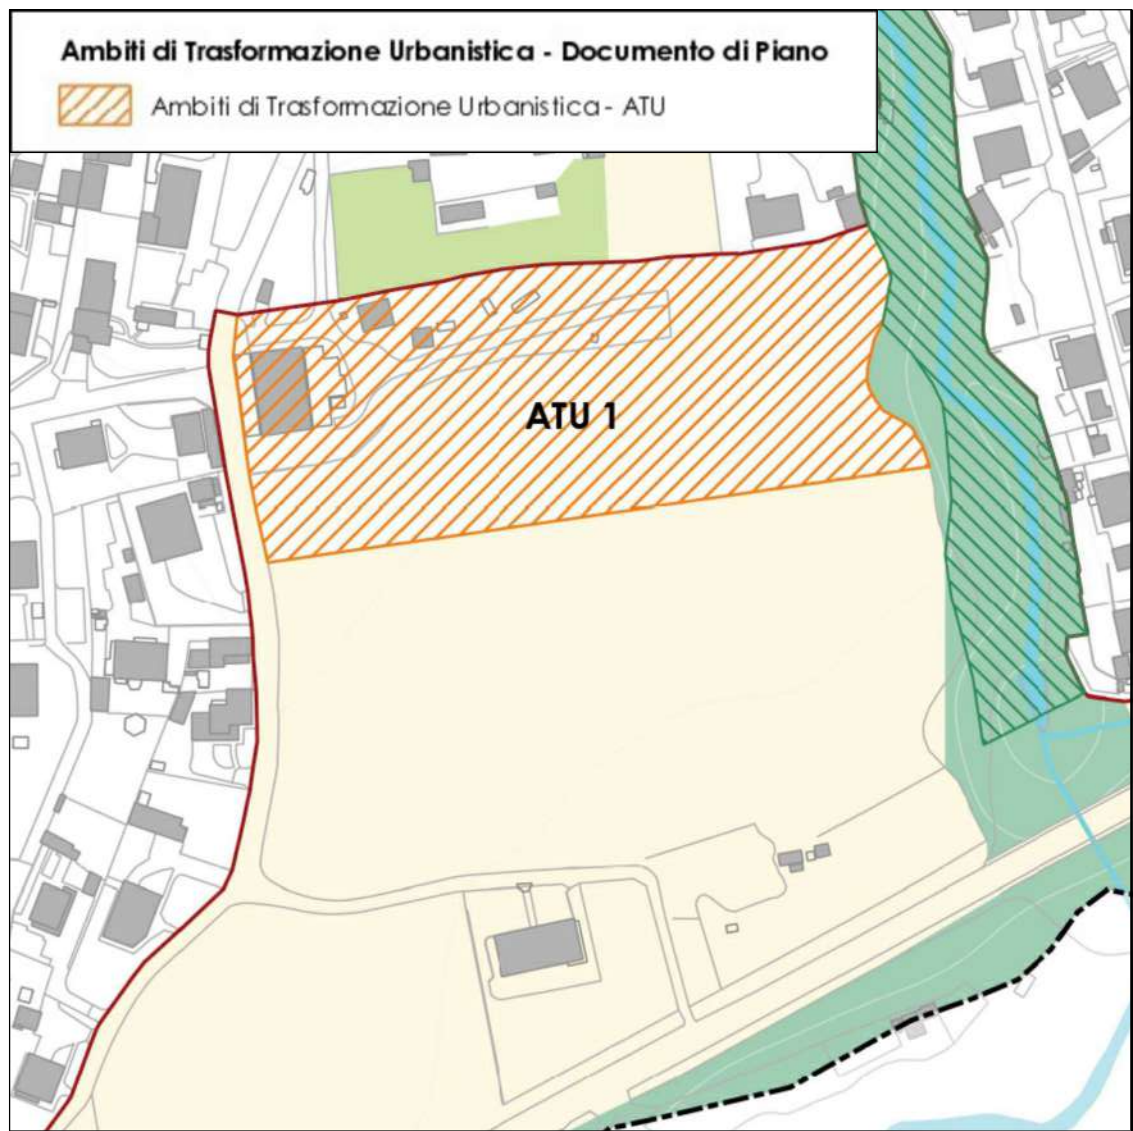 Ambiti di Trasformazione Urbanistica - Documento di Piano
Ambiti di Trasformazione Urbanistica - ATU
ATU 1